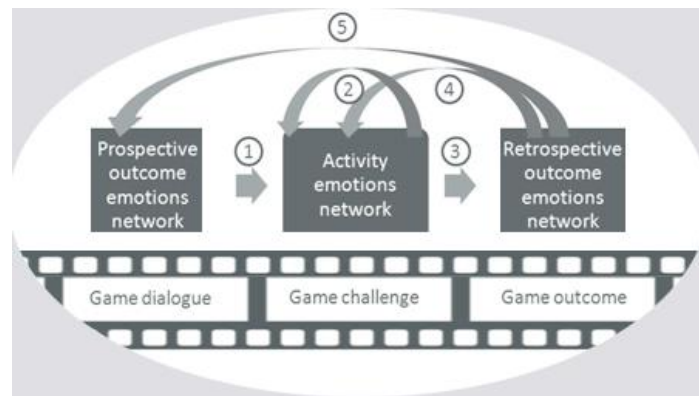 5
2
4
1
3
Prospective
outcome
emotions
network
Activity
emotions
network
Retrospective
outcome
emotions
network
Game dialogue
Game challenge
Game outcome